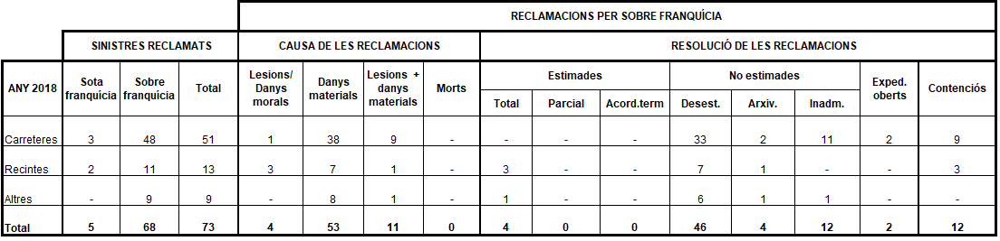 RECLAMACIONS PER SOBRE FRANQUÍCIA
SINISTRES RECLAMATS CAUSA DE LES RECLAMACIONS RESOLUCIÓ DE LES RECLAMACIONS
ANY 2018 Sota franquícia Sobre franquícia Total Lesions/ Danys morals Danys materials Lesions + danys materials Morts Estimades No estimades Exped. oberts Contenciós
Total Parcial Acord.term Desest. Arxiv. Inadm.
Carreteres 3 48 51 1 38 9 - - - - 33 2 11 2 9
Recintes 2 11 13 3 7 1 - 3 - - 7 1 - - 3
Altres - 9 9 - 8 1 - 1 - - 6 1 1 - -
Total 5 68 73 4 53 11 0 4 0 0 46 4 12 2 12